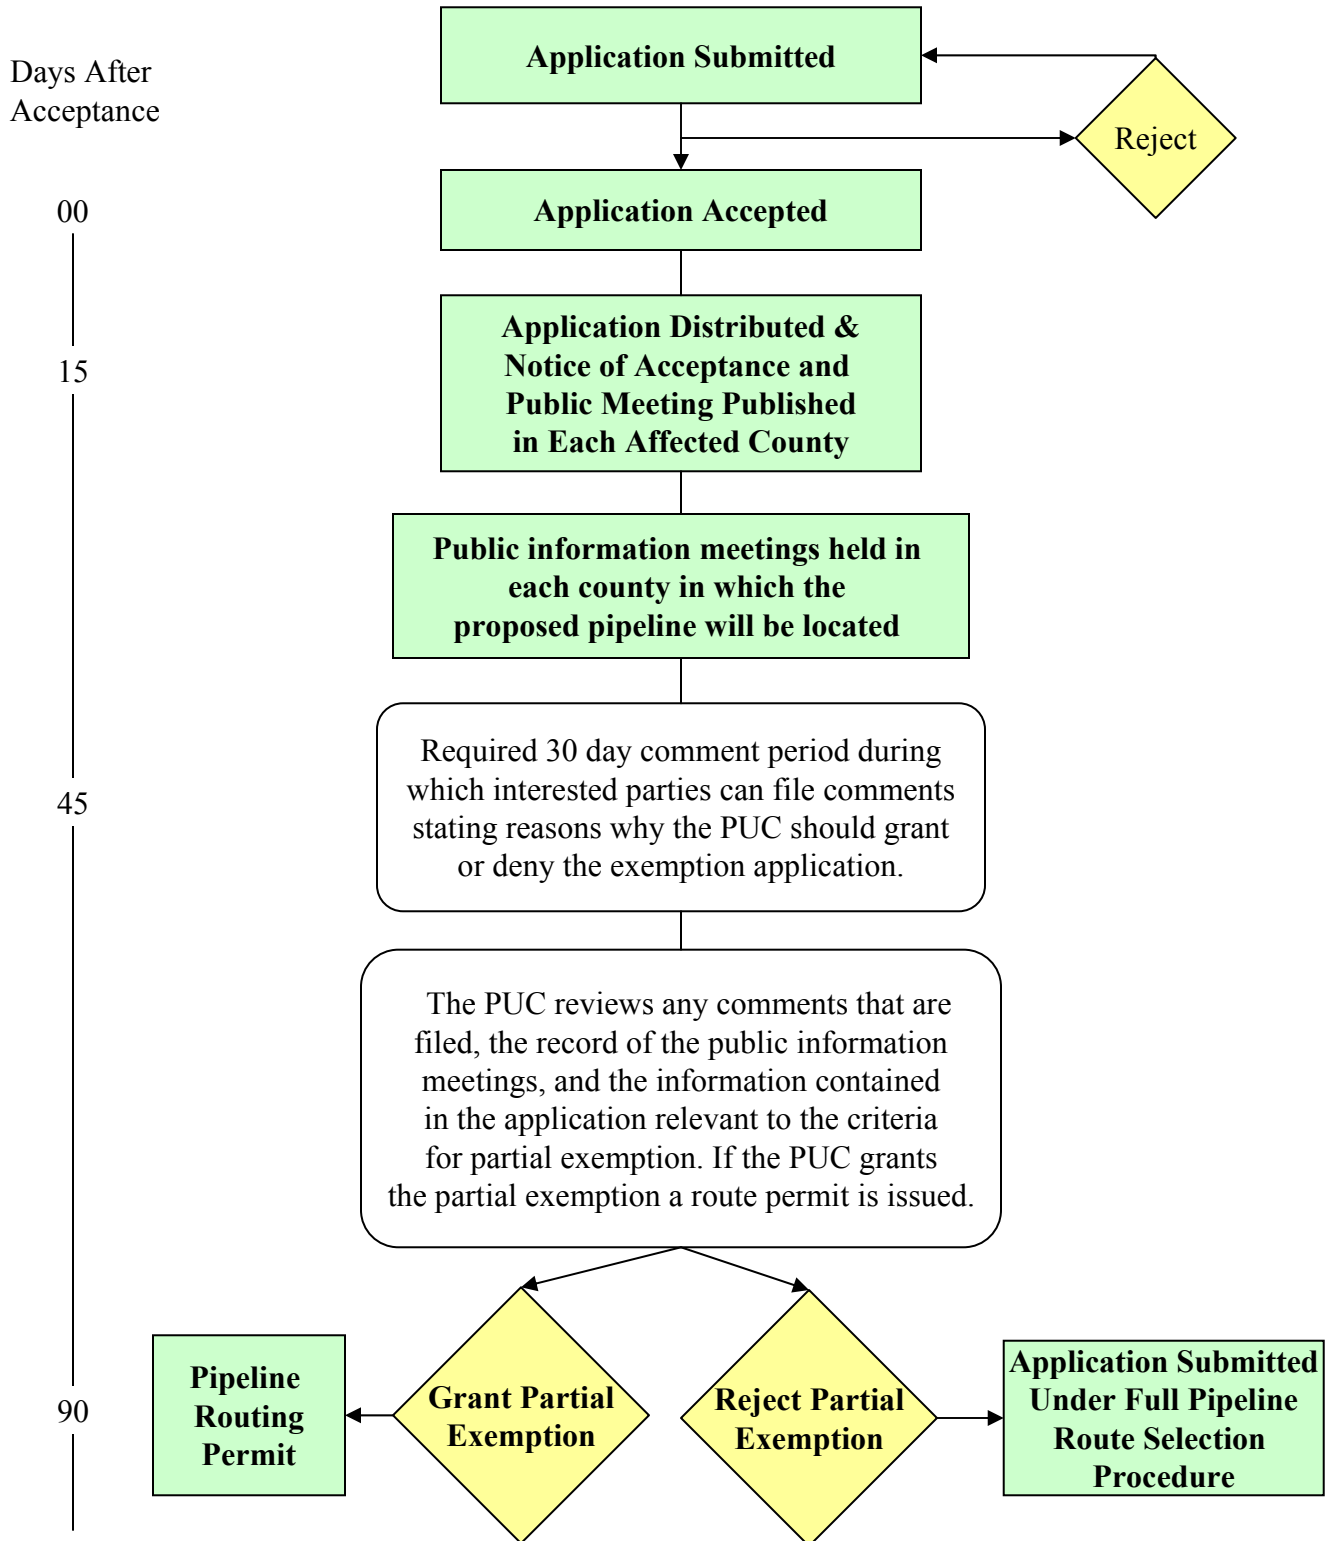 Application Submitted
Days After
Acceptance
Reject
00
Application Accepted
15
Application Distributed &
Notice of Acceptance and
Public Meeting Published
in Each Affected County
Public information meetings held in
each county in which the
proposed pipeline will be located
45
Required 30 day comment period during
which interested parties can file comments
stating reasons why the PUC should grant
or deny the exemption application.
The PUC reviews any comments that are
filed, the record of the public information
meetings, and the information contained
in the application relevant to the criteria
for partial exemption. If the PUC grants
the partial exemption a route permit is issued.
90
Pipeline
Routing
Permit
Grant Partial
Exemption
Reject Partial
Exemption
Application Submitted
Under Full Pipeline
Route Selection
Procedure